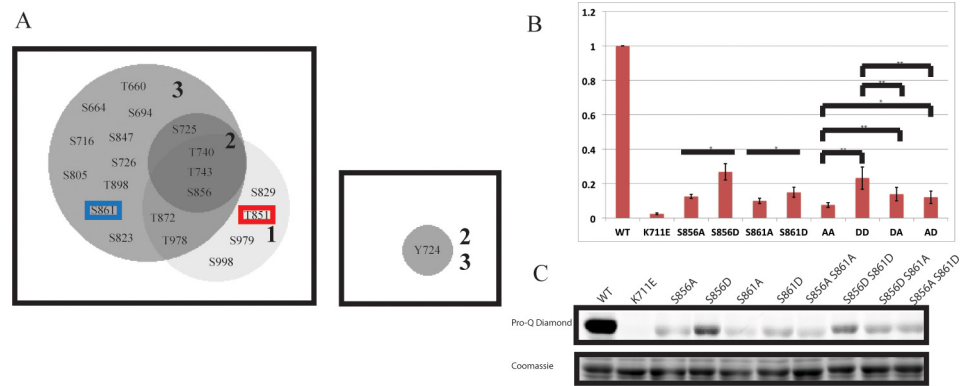 A
3
2
1
T660
S664
S694
S725
S716
S847
T740
S726
T743
S805
T898
S856
S829
S861
T872
T851
S823
T978
S979
S998
Y724
2
3
B
1.2
1
0.8
0.6
0.4
0.2
0
WT K711E S856A S856D S861A S861D AA DD DA AD
* * ** ** * ** **
C
WT K711E S856A S856D S861A S861D S856A S861A S856D S861D S856D S861A S856A S861D
Pro-Q Diamond
Coomassie